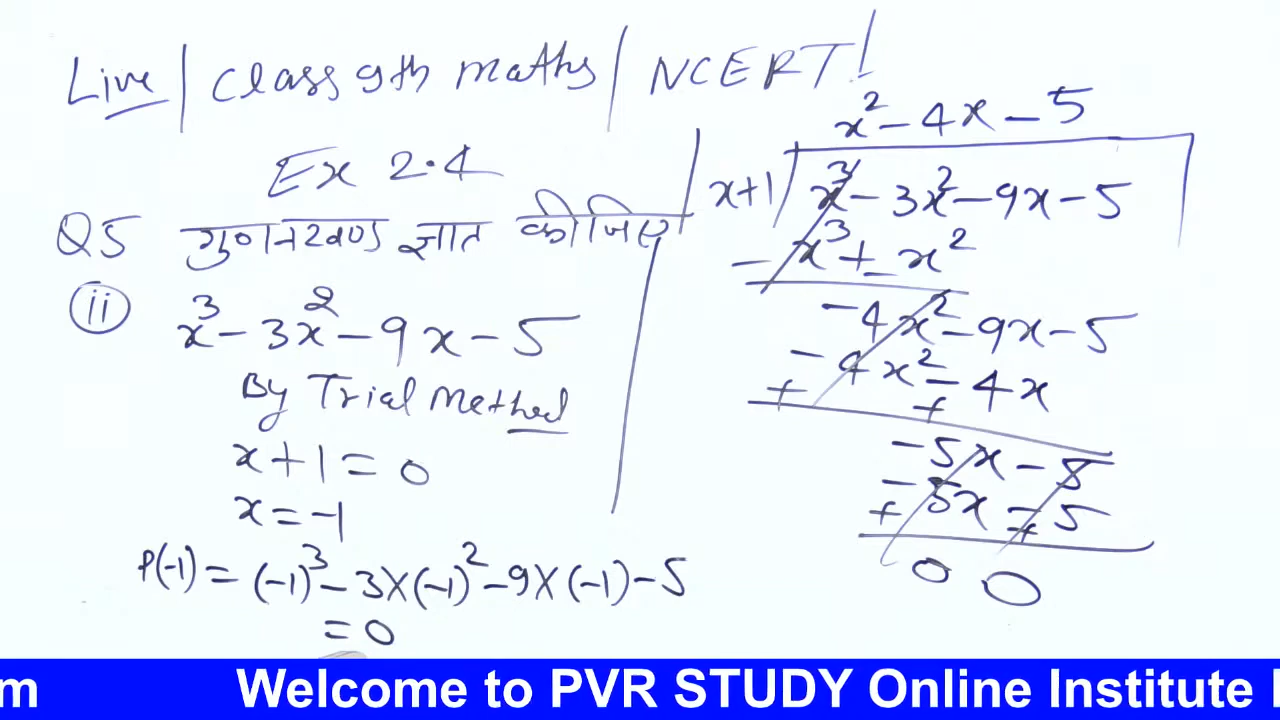 Live / Class 9th maths / NCERT!
Ex 2.4
Q5 गुणनखण्ड ज्ञात कीजिए
(ii) x³ - 3x² - 9x - 5
By Trial Method
x + 1 = 0
x = -1
P(-1) = (-1)³ - 3×(-1)² - 9×(-1) - 5
= 0
x² - 4x - 5
x+1 ) x³ - 3x² - 9x - 5
x³ + x²
- -
-4x² - 9x - 5
-4x² - 4x
+ +
-5x - 5
-5x - 5
+ +
0 0
m Welcome to PVR STUDY Online Institute